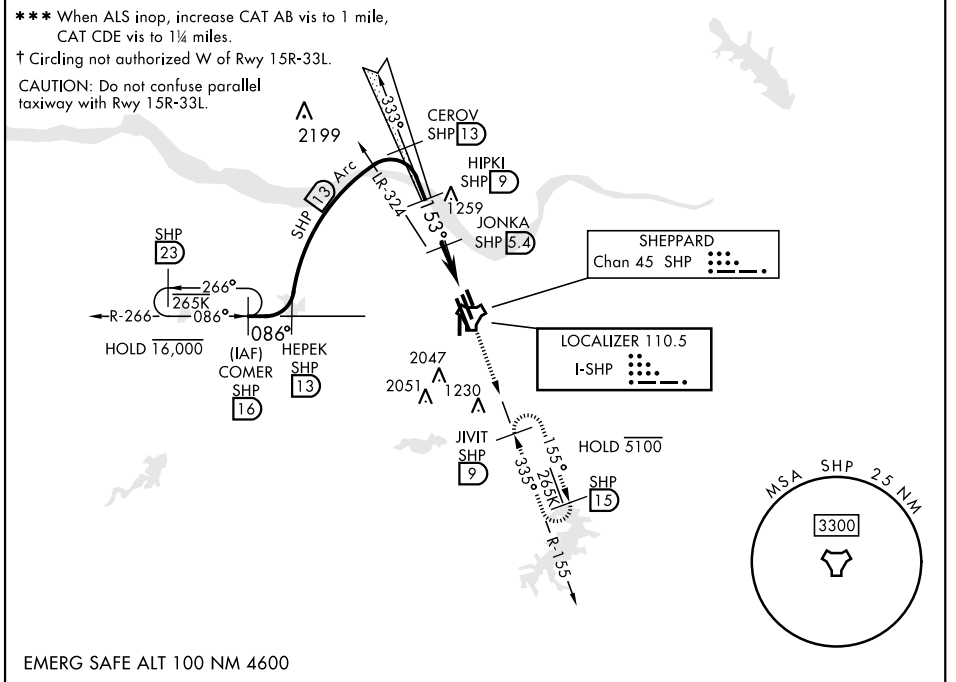 *** When ALS inop, increase CAT AB vis to 1 mile,
CAT CDE vis to 1¼ miles.
† Circling not authorized W of Rwy 15R-33L.
CAUTION: Do not confuse parallel
taxiway with Rwy 15R-33L.
2199
333°
CEROV
SHP 13
HIPKI
SHP 9
1259
SHP 13 Arc
LR-324
153°
JONKA
SHP 5.4
SHEPPARD
Chan 45 SHP
SHP
23
266°
265K
R-266
086°
HOLD 16,000
086°
(IAF)
COMER
SHP
16
HEPEK
SHP
13
LOCALIZER 110.5
I-SHP
2047
2051
1230
JIVIT
SHP
9
HOLD 5100
155°
265K
335°
SHP
15
R-155
MSA SHP 25 NM
3300
EMERG SAFE ALT 100 NM 4600